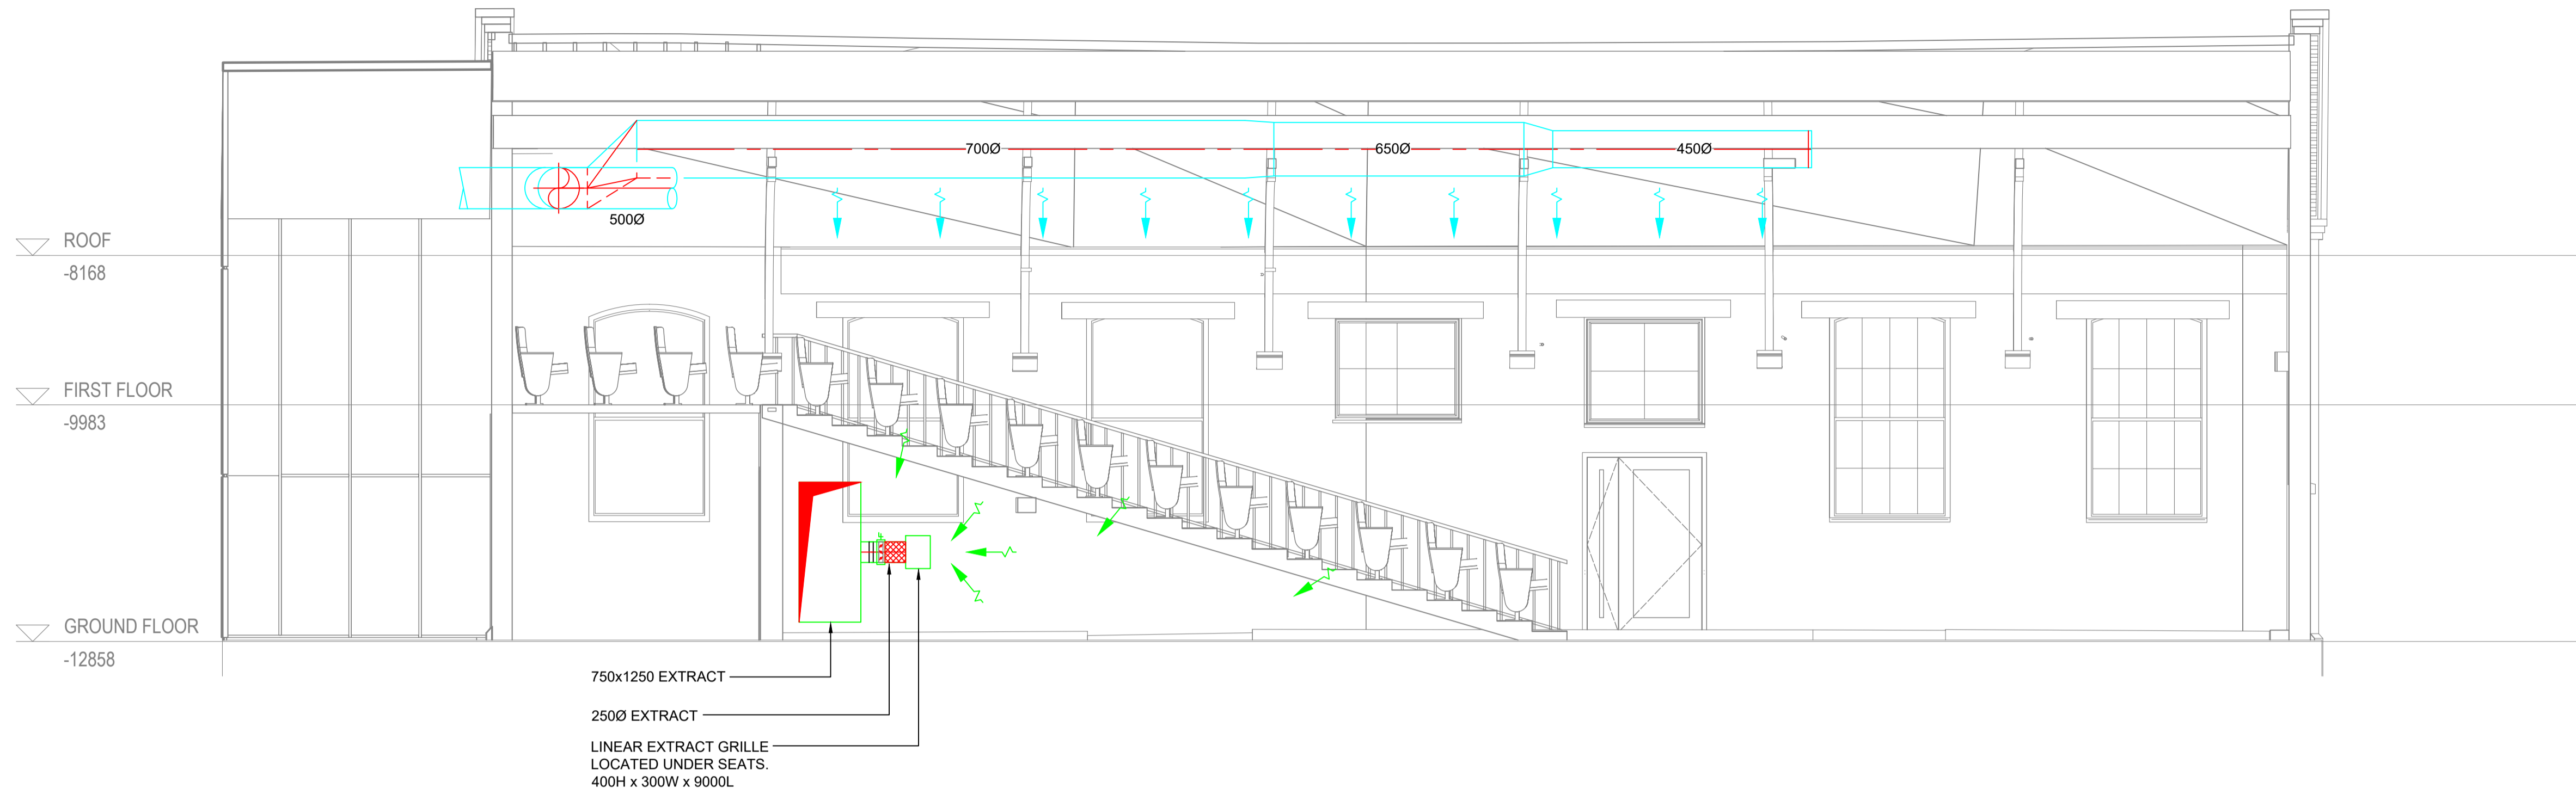 700Ø
650Ø
450Ø
500Ø
ROOF
-8168
FIRST FLOOR
-9983
GROUND FLOOR
-12858
750x1250 EXTRACT
250Ø EXTRACT
LINEAR EXTRACT GRILLE
LOCATED UNDER SEATS.
400H x 300W x 9000L